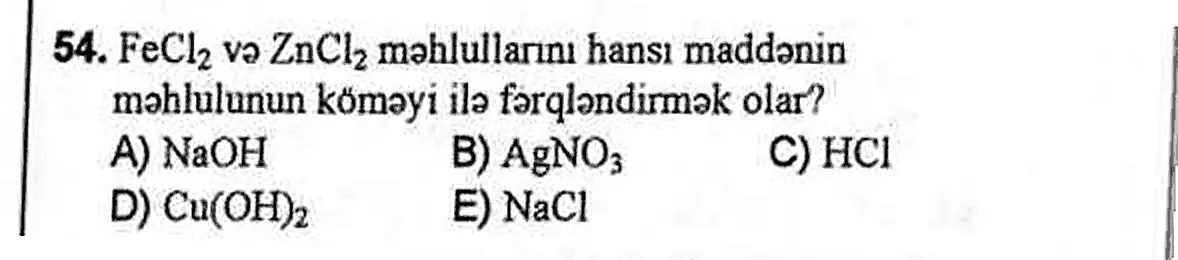 54. FeCl₂ və ZnCl₂ məhlullarını hansı maddənin
məhlulunun köməyi ilə fərqləndirmək olar?
A) NaOH B) AgNO₃ C) HCl
D) Cu(OH)₂ E) NaCl